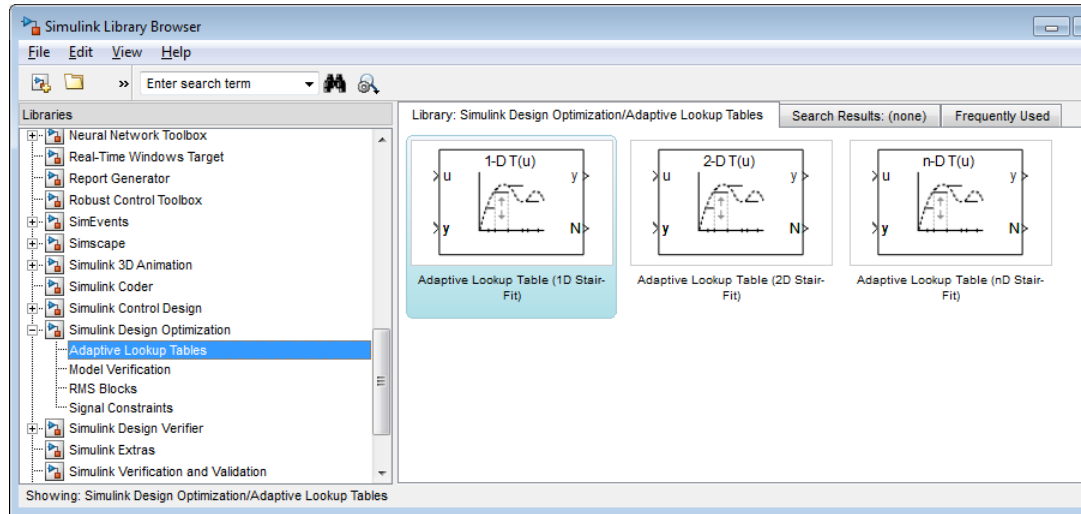 Simulink Library Browser
File Edit View Help
» Enter search term
Libraries
Library: Simulink Design Optimization/Adaptive Lookup Tables Search Results: (none) Frequently Used
Neural Network Toolbox
Real-Time Windows Target
Report Generator
Robust Control Toolbox
SimEvents
Simscape
Simulink 3D Animation
Simulink Coder
Simulink Control Design
Simulink Design Optimization
Adaptive Lookup Tables
Model Verification
RMS Blocks
Signal Constraints
Simulink Design Verifier
Simulink Extras
Simulink Verification and Validation
1-D T(u)
u y
y N
Adaptive Lookup Table (1D Stair-
Fit)
2-D T(u)
u y
y N
Adaptive Lookup Table (2D Stair-
Fit)
n-D T(u)
u y
y N
Adaptive Lookup Table (nD Stair-
Fit)
Showing: Simulink Design Optimization/Adaptive Lookup Tables